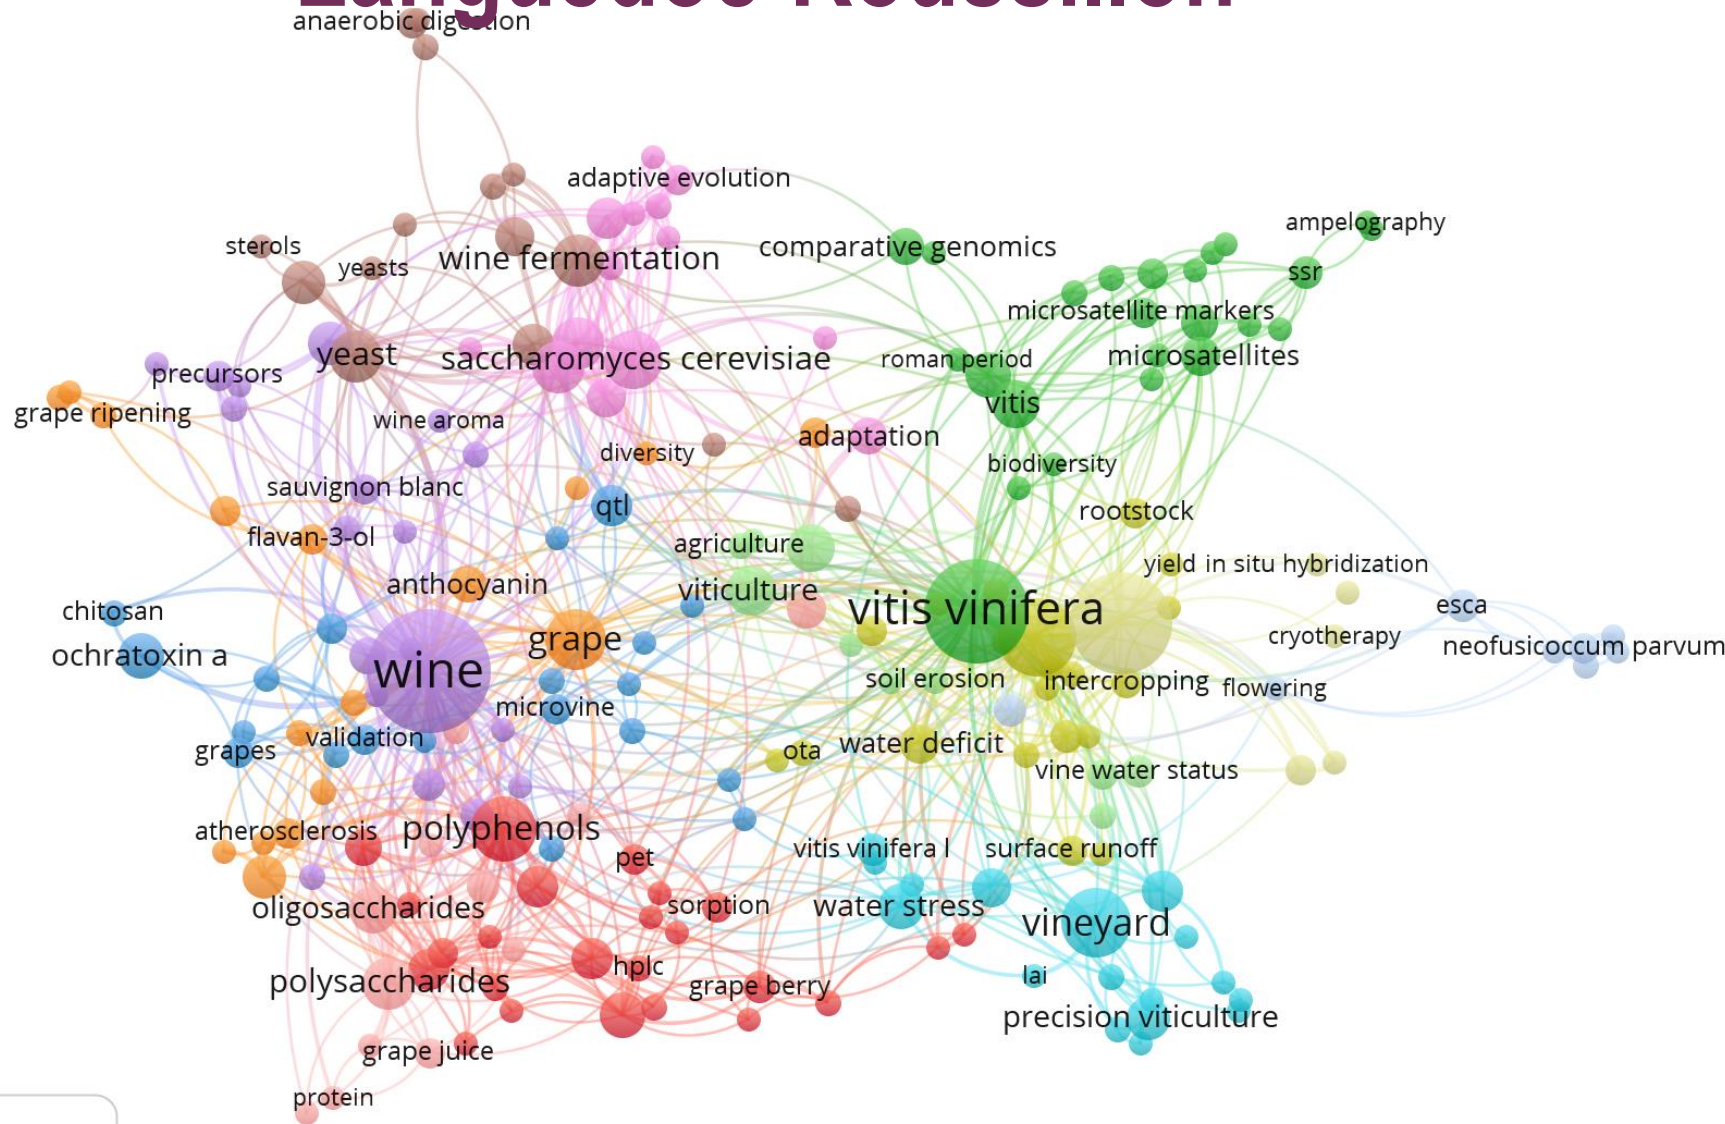 Languedoc-Roussillon
anaerobic digestion
adaptive evolution
ampelography
sterols
yeasts
wine fermentation
comparative genomics
ssr
microsatellite markers
yeast
saccharomyces cerevisiae
roman period
microsatellites
precursors
grape ripening
wine aroma
vitis
adaptation
diversity
biodiversity
sauvignon blanc
qtl
rootstock
flavan-3-ol
agriculture
yield
in situ hybridization
anthocyanin
viticulture
chitosan
vitis vinifera
esca
ochratoxin a
grape
cryotherapy
neofusicoccum parvum
wine
soil erosion
intercropping
flowering
microvine
grapes
validation
ota
water deficit
vine water status
atherosclerosis
polyphenols
pet
vitis vinifera l
surface runoff
oligosaccharides
sorption
water stress
vineyard
polysaccharides
hplc
grape berry
lai
precision viticulture
grape juice
protein